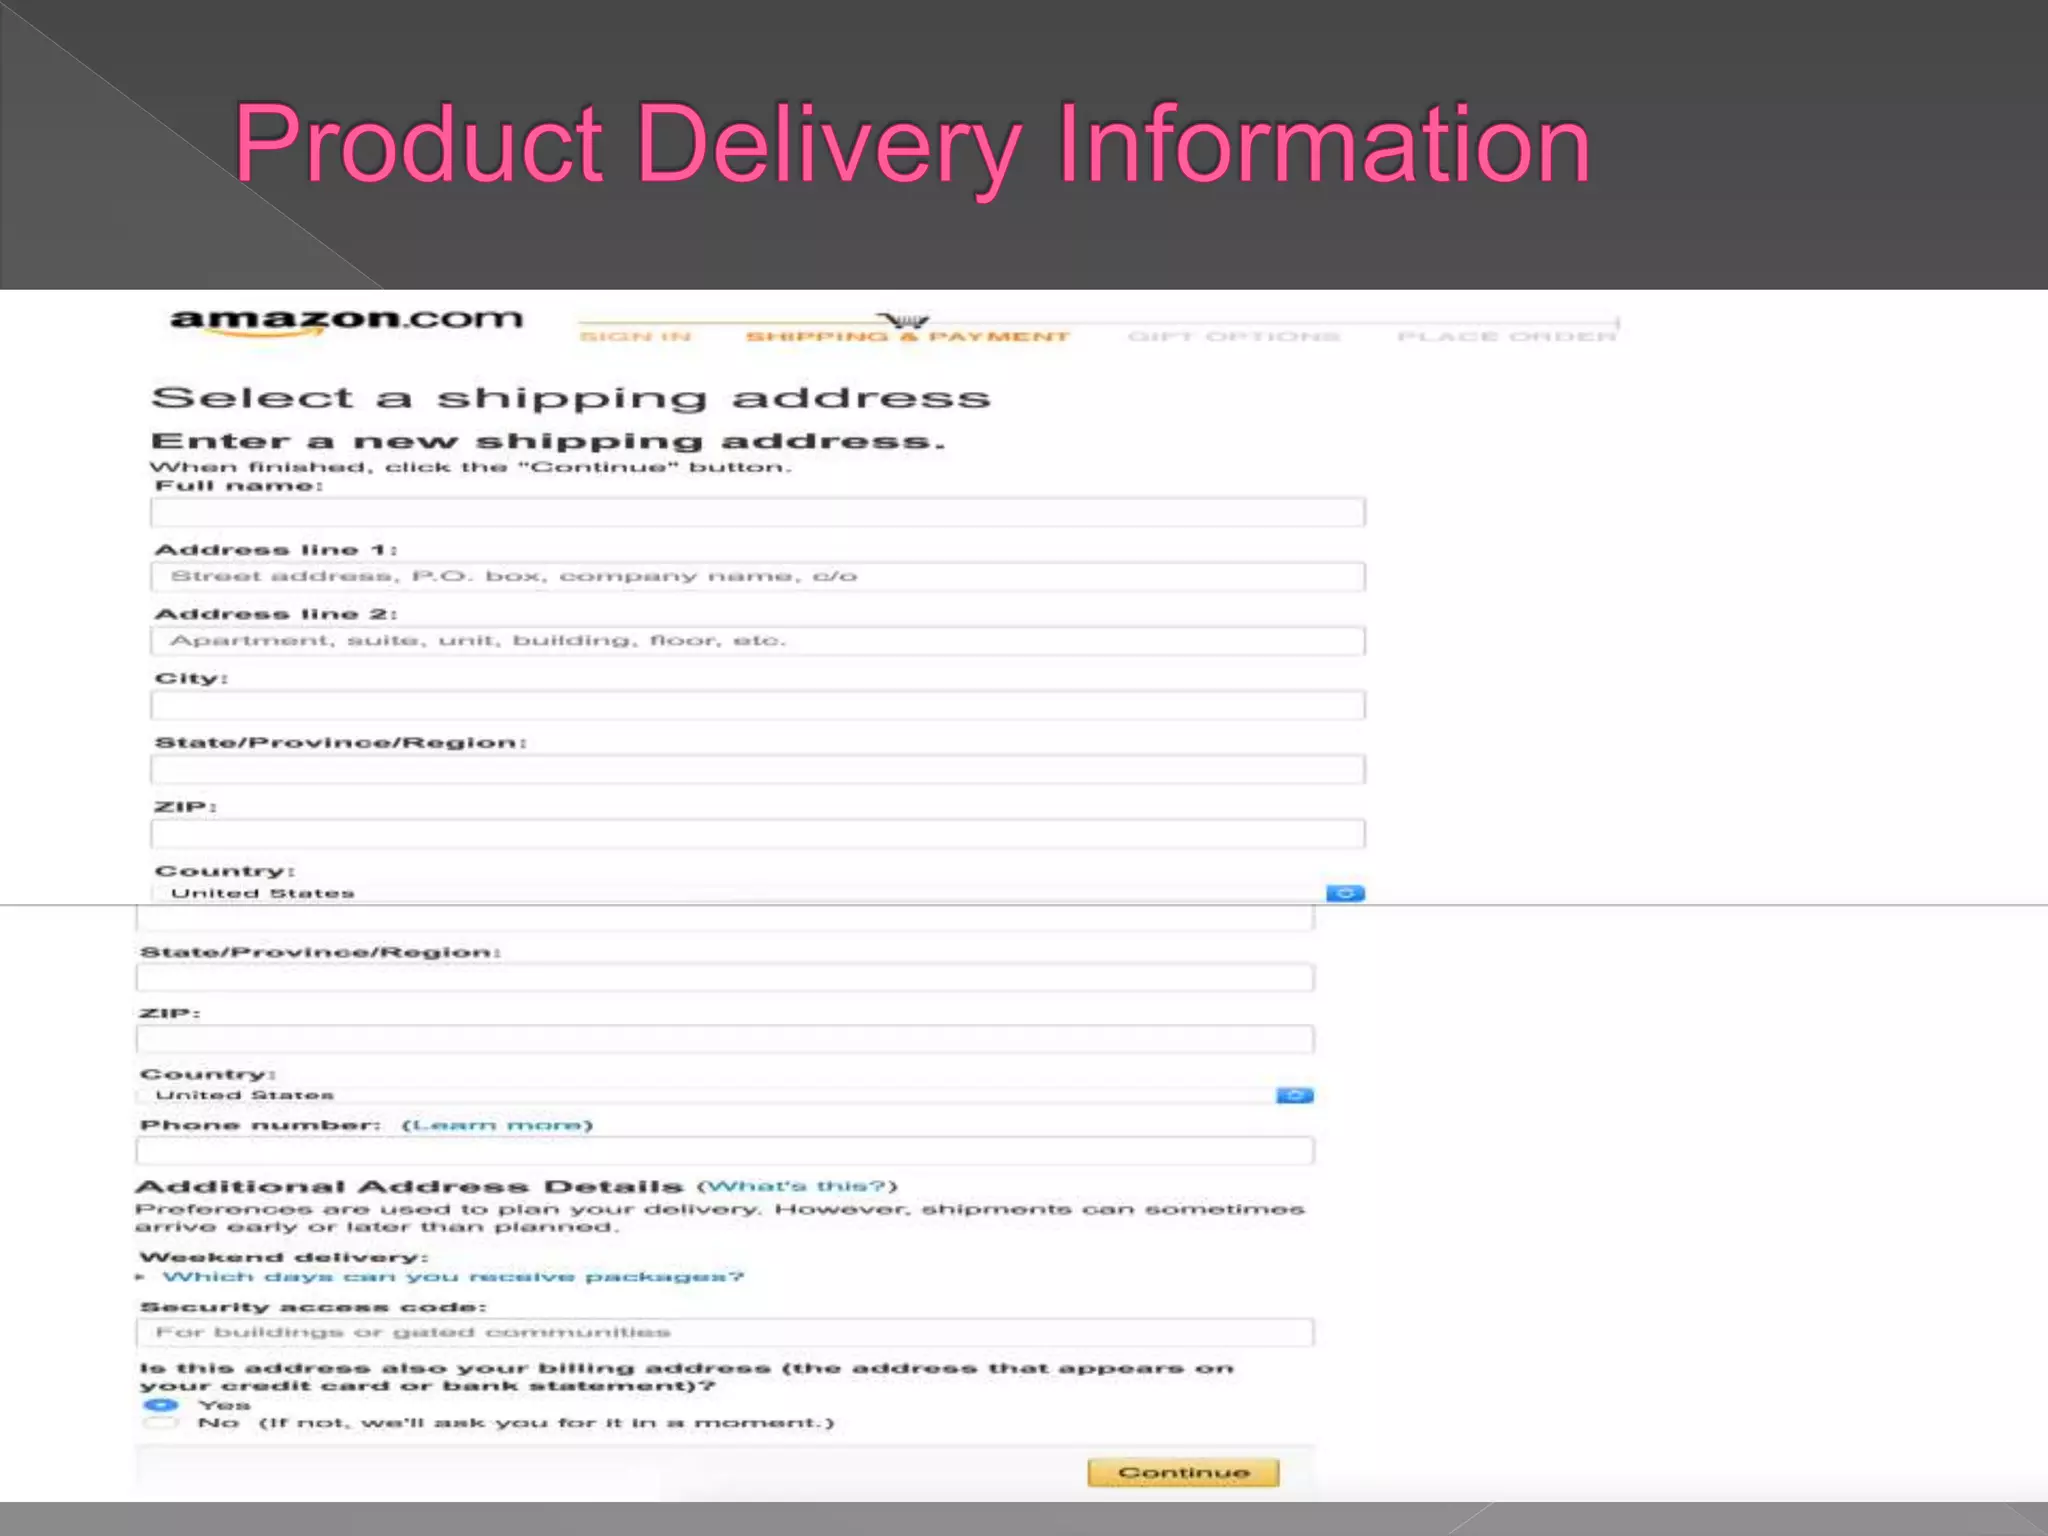 Product Delivery Information
amazon.com
SIGN IN SHIPPING & PAYMENT GIFT OPTIONS PLACE ORDER
Select a shipping address
Enter a new shipping address.
When finished, click the "Continue" button.
Full name:
Address line 1:
Street address, P.O. box, company name, c/o
Address line 2:
Apartment, suite, unit, building, floor, etc.
City:
State/Province/Region:
ZIP:
Country:
United States
State/Province/Region:
ZIP:
Country:
United States
Phone number: (Learn more)
Additional Address Details (What's this?)
Preferences are used to plan your delivery. However, shipments can sometimes
arrive early or later than planned.
Weekend delivery:
Which days can you receive packages?
Security access code:
For buildings or gated communities
Is this address also your billing address (the address that appears on
your credit card or bank statement)?
Yes
No (If not, we'll ask you for it in a moment.)
Continue